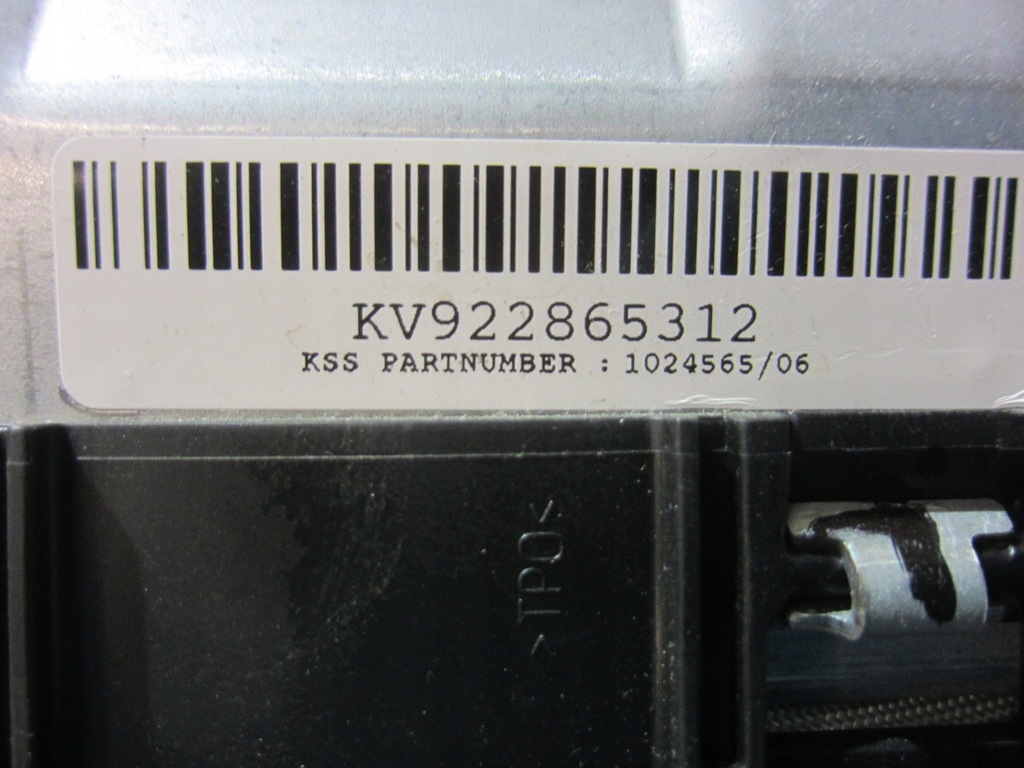 KV922865312
KSS PARTNUMBER : 1024565/06
>TPO<